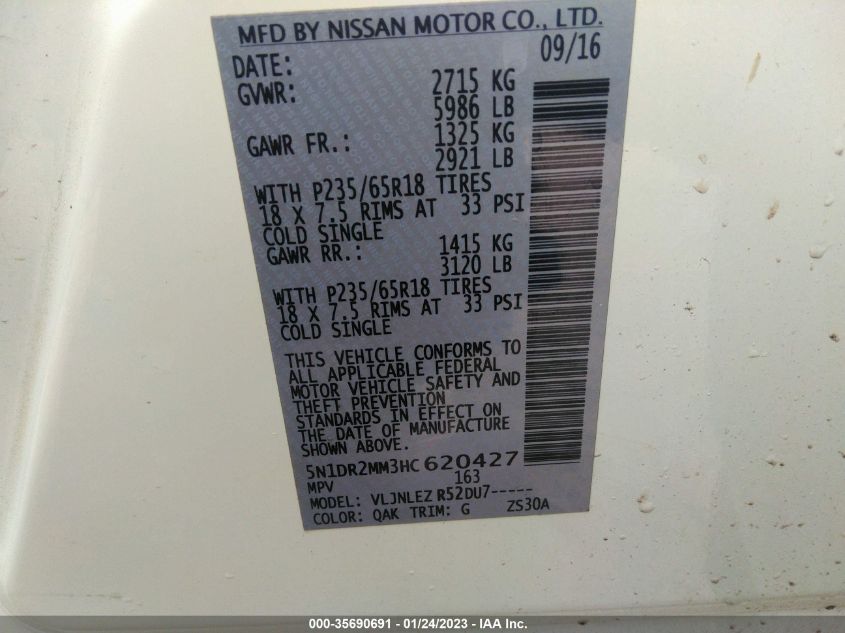 MFD BY NISSAN MOTOR CO., LTD.
DATE: 09/16
GVWR: 2715 KG
5986 LB
GAWR FR.: 1325 KG
2921 LB
WITH P235/65R18 TIRES
18 X 7.5 RIMS AT 33 PSI
COLD SINGLE
GAWR RR.: 1415 KG
3120 LB
WITH P235/65R18 TIRES
18 X 7.5 RIMS AT 33 PSI
COLD SINGLE
THIS VEHICLE CONFORMS TO
ALL APPLICABLE FEDERAL
MOTOR VEHICLE SAFETY AND
THEFT PREVENTION
STANDARDS IN EFFECT ON
THE DATE OF MANUFACTURE
SHOWN ABOVE.
5N1DR2MM3HC 620427
MPV 163
MODEL: VLJNLEZ R52DU7-----
COLOR: QAK TRIM: G ZS30A
000-35690691 / 01/24/2023 - IAA Inc.